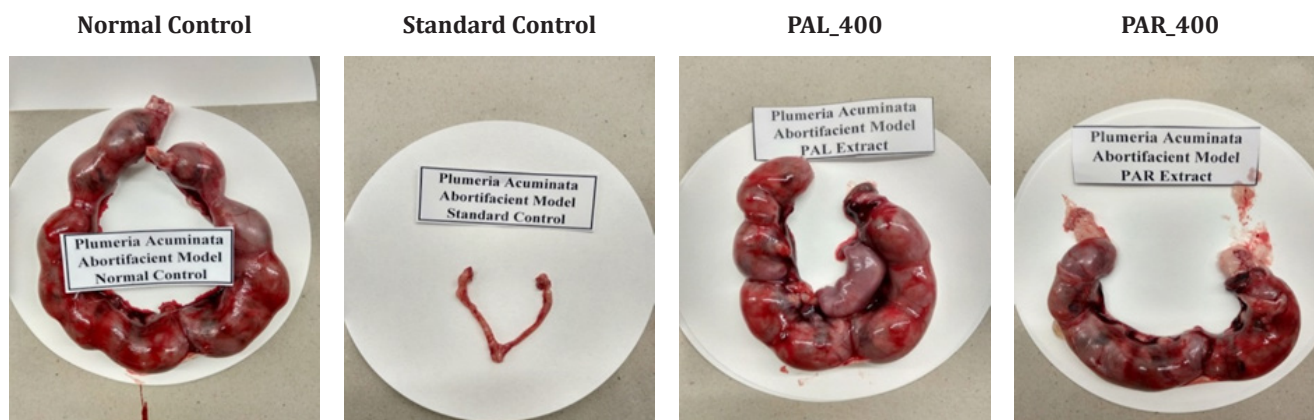 Normal Control
Standard Control
PAL_400
PAR_400
Plumeria Acuminata
Abortifacient Model
Normal Control
Plumeria Acuminata
Abortifacient Model
Standard Control
Plumeria Acuminata
Abortifacient Model
PAL Extract
Plumeria Acuminata
Abortifacient Model
PAR Extract